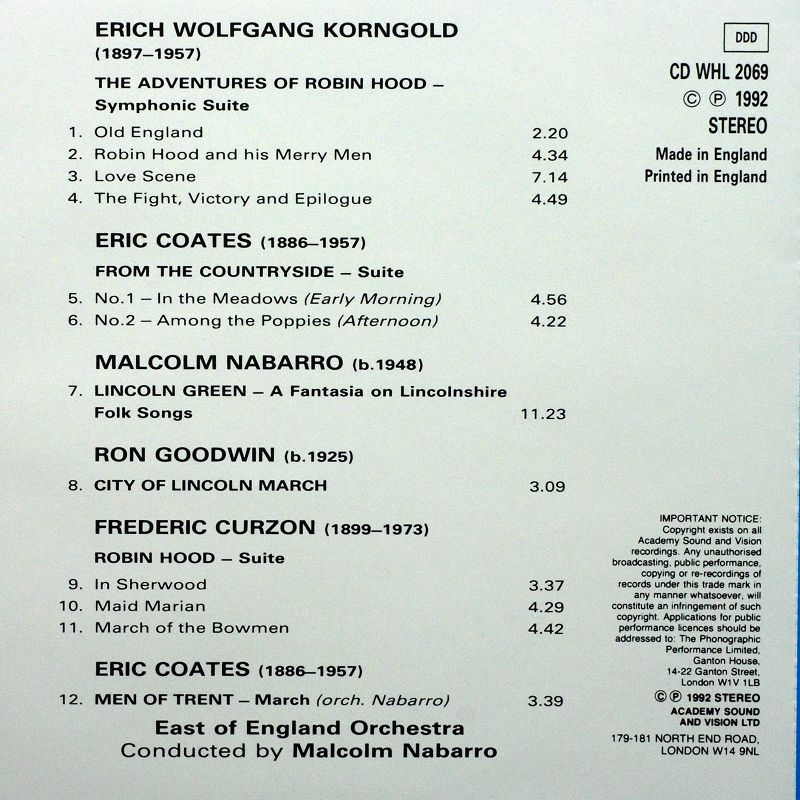 ERICH WOLFGANG KORNGOLD
(1897–1957)
THE ADVENTURES OF ROBIN HOOD –
Symphonic Suite
1. Old England 2.20
2. Robin Hood and his Merry Men 4.34
3. Love Scene 7.14
4. The Fight, Victory and Epilogue 4.49
ERIC COATES (1886–1957)
FROM THE COUNTRYSIDE – Suite
5. No.1 – In the Meadows (Early Morning) 4.56
6. No.2 – Among the Poppies (Afternoon) 4.22
MALCOLM NABARRO (b.1948)
7. LINCOLN GREEN – A Fantasia on Lincolnshire
Folk Songs 11.23
RON GOODWIN (b.1925)
8. CITY OF LINCOLN MARCH 3.09
FREDERIC CURZON (1899–1973)
ROBIN HOOD – Suite
9. In Sherwood 3.37
10. Maid Marian 4.29
11. March of the Bowmen 4.42
ERIC COATES (1886–1957)
12. MEN OF TRENT – March (orch. Nabarro) 3.39
East of England Orchestra
Conducted by Malcolm Nabarro
DDD
CD WHL 2069
© ℗ 1992
STEREO
Made in England
Printed in England
IMPORTANT NOTICE:
Copyright exists on all
Academy Sound and Vision
recordings. Any unauthorised
broadcasting, public performance,
copying or re-recordings of
records under this trade mark in
any manner whatsoever, will
constitute an infringement of such
copyright. Applications for public
performance licences should be
addressed to: The Phonographic
Performance Limited,
Ganton House,
14-22 Ganton Street,
London W1V 1LB
© ℗ 1992 STEREO
ACADEMY SOUND
AND VISION LTD
179-181 NORTH END ROAD,
LONDON W14 9NL